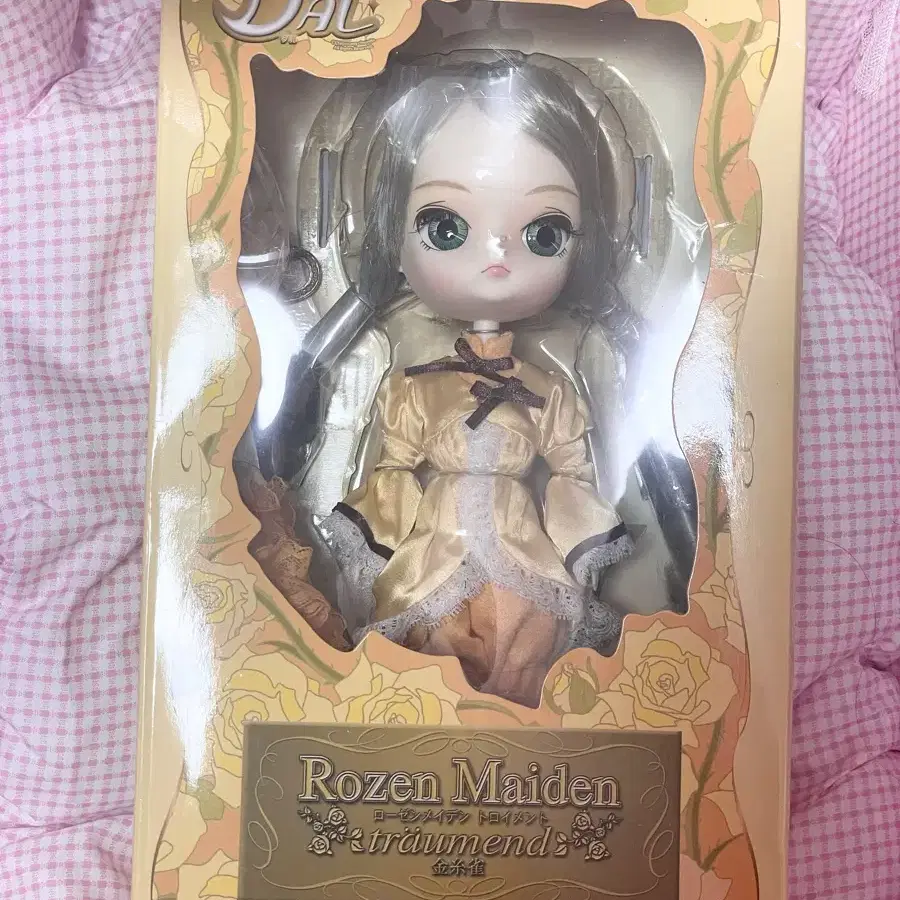 DAL
Rozen Maiden
ローゼンメイデン トロイメント
träumend
金糸雀